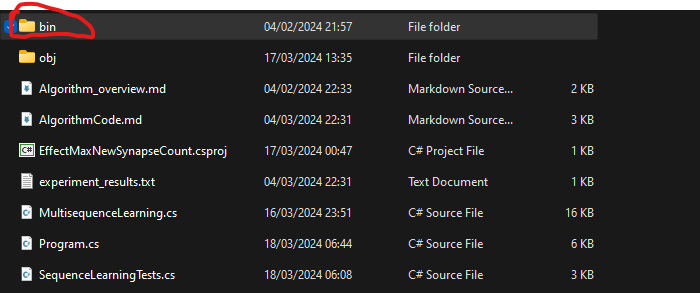 bin 04/02/2024 21:57 File folder
obj 17/03/2024 13:35 File folder
Algorithm_overview.md 04/02/2024 22:33 Markdown Source... 2 KB
AlgorithmCode.md 04/03/2024 22:31 Markdown Source... 3 KB
C# EffectMaxNewSynapseCount.csproj 17/03/2024 00:47 C# Project File 1 KB
experiment_results.txt 04/03/2024 22:31 Text Document 1 KB
MultisequenceLearning.cs 16/03/2024 23:51 C# Source File 16 KB
Program.cs 18/03/2024 06:44 C# Source File 6 KB
SequenceLearningTests.cs 18/03/2024 06:08 C# Source File 3 KB